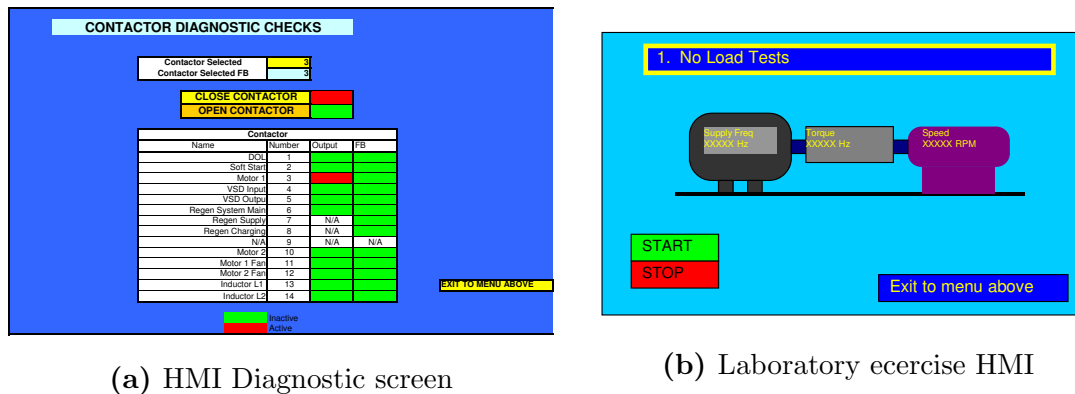 CONTACTOR DIAGNOSTIC CHECKS
Contactor Selected 3
Contactor Selected FB 3
CLOSE CONTACTOR
OPEN CONTACTOR
Contactor
Name Number Output FB
DOL 1
Soft Start 2
Motor 1 3
VSD Input 4
VSD Outpu 5
Regen System Main 6
Regen Supply 7 N/A
Regen Charging 8 N/A
N/A 9 N/A N/A
Motor 2 10
Motor 1 Fan 11
Motor 2 Fan 12
Inductor L1 13
Inductor L2 14
EXIT TO MENU ABOVE
Inactive
Active
(a) HMI Diagnostic screen
1. No Load Tests
Supply Freq
XXXXX Hz
Torque
XXXXX Hz
Speed
XXXXX RPM
START
STOP
Exit to menu above
(b) Laboratory ecercise HMI